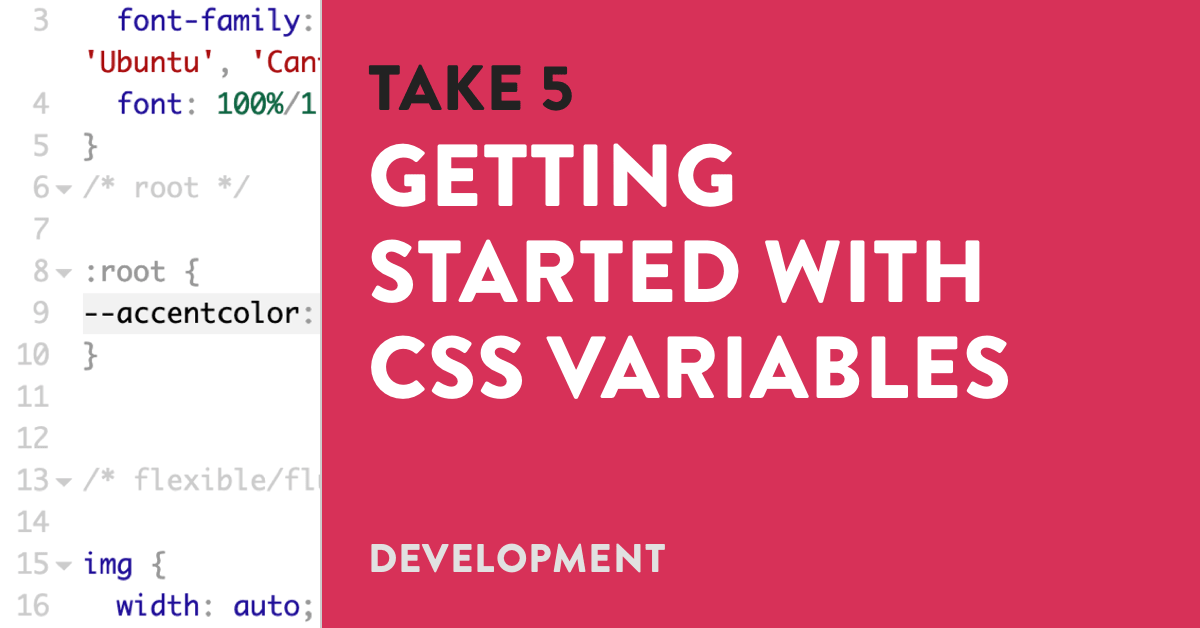 3 font-family:
'Ubuntu', 'Can
4 font: 100%/1
5 }
6 /* root */
7
8 :root {
9 --accentcolor:
10 }
11
12
13 /* flexible/fl
14
15 img {
16 width: auto;
TAKE 5
GETTING
STARTED WITH
CSS VARIABLES
DEVELOPMENT